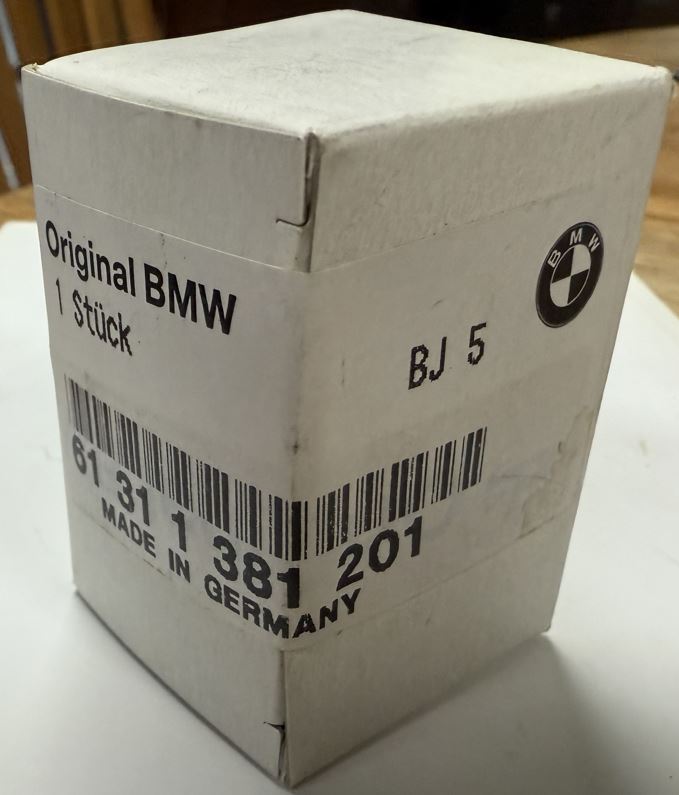 Original BMW
1 Stück
BMW
BJ 5
61 31 1 381 201
MADE IN GERMANY